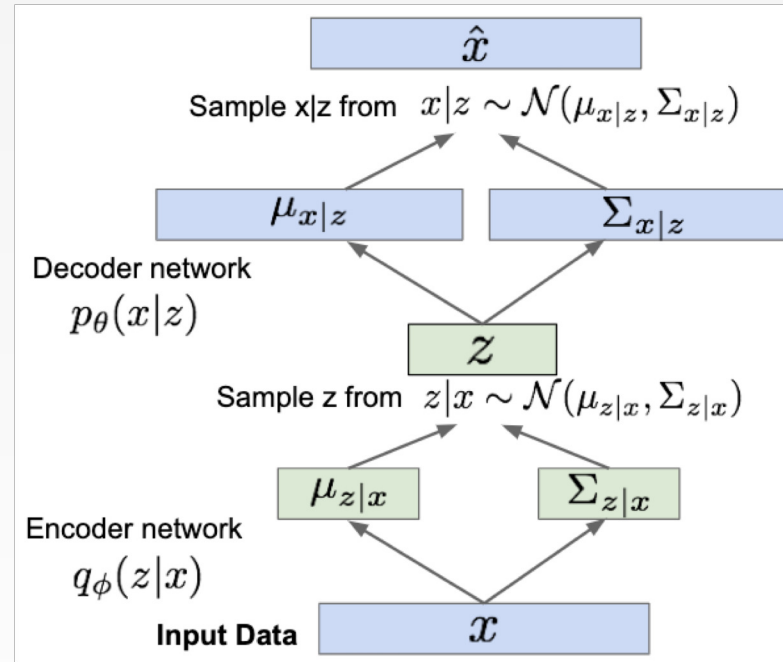 x̂
Sample x|z from x|z ∼ 𝒩(μ_{x|z}, Σ_{x|z})
μ_{x|z} Σ_{x|z}
Decoder network
p_θ(x|z)
z
Sample z from z|x ∼ 𝒩(μ_{z|x}, Σ_{z|x})
μ_{z|x} Σ_{z|x}
Encoder network
q_ϕ(z|x)
Input Data x